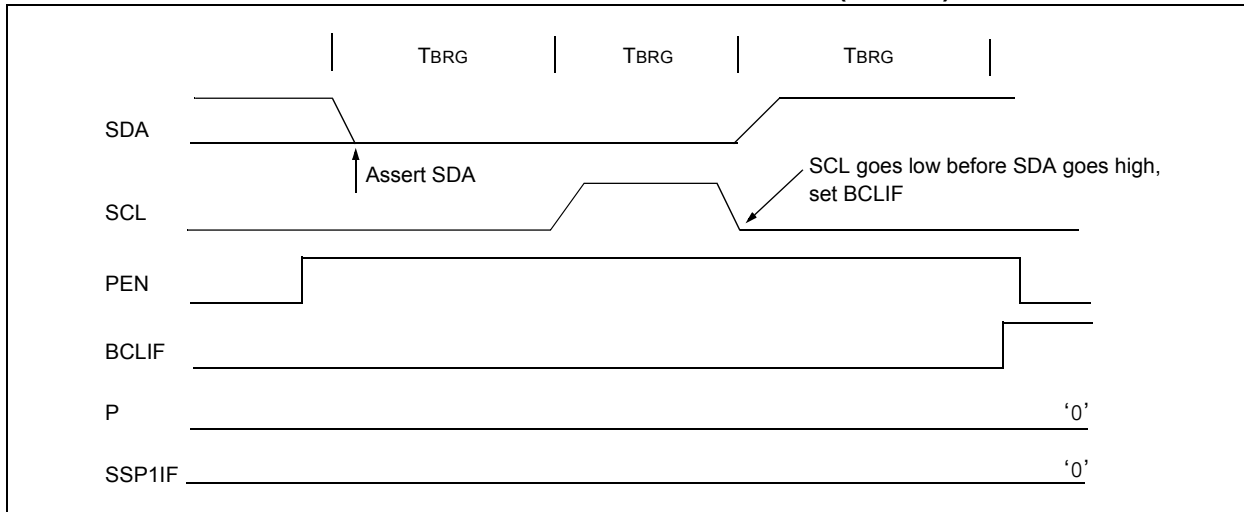 TBRG TBRG TBRG
SDA
Assert SDA
SCL goes low before SDA goes high,
set BCLIF
SCL
PEN
BCLIF
P ‘0’
SSP1IF ‘0’